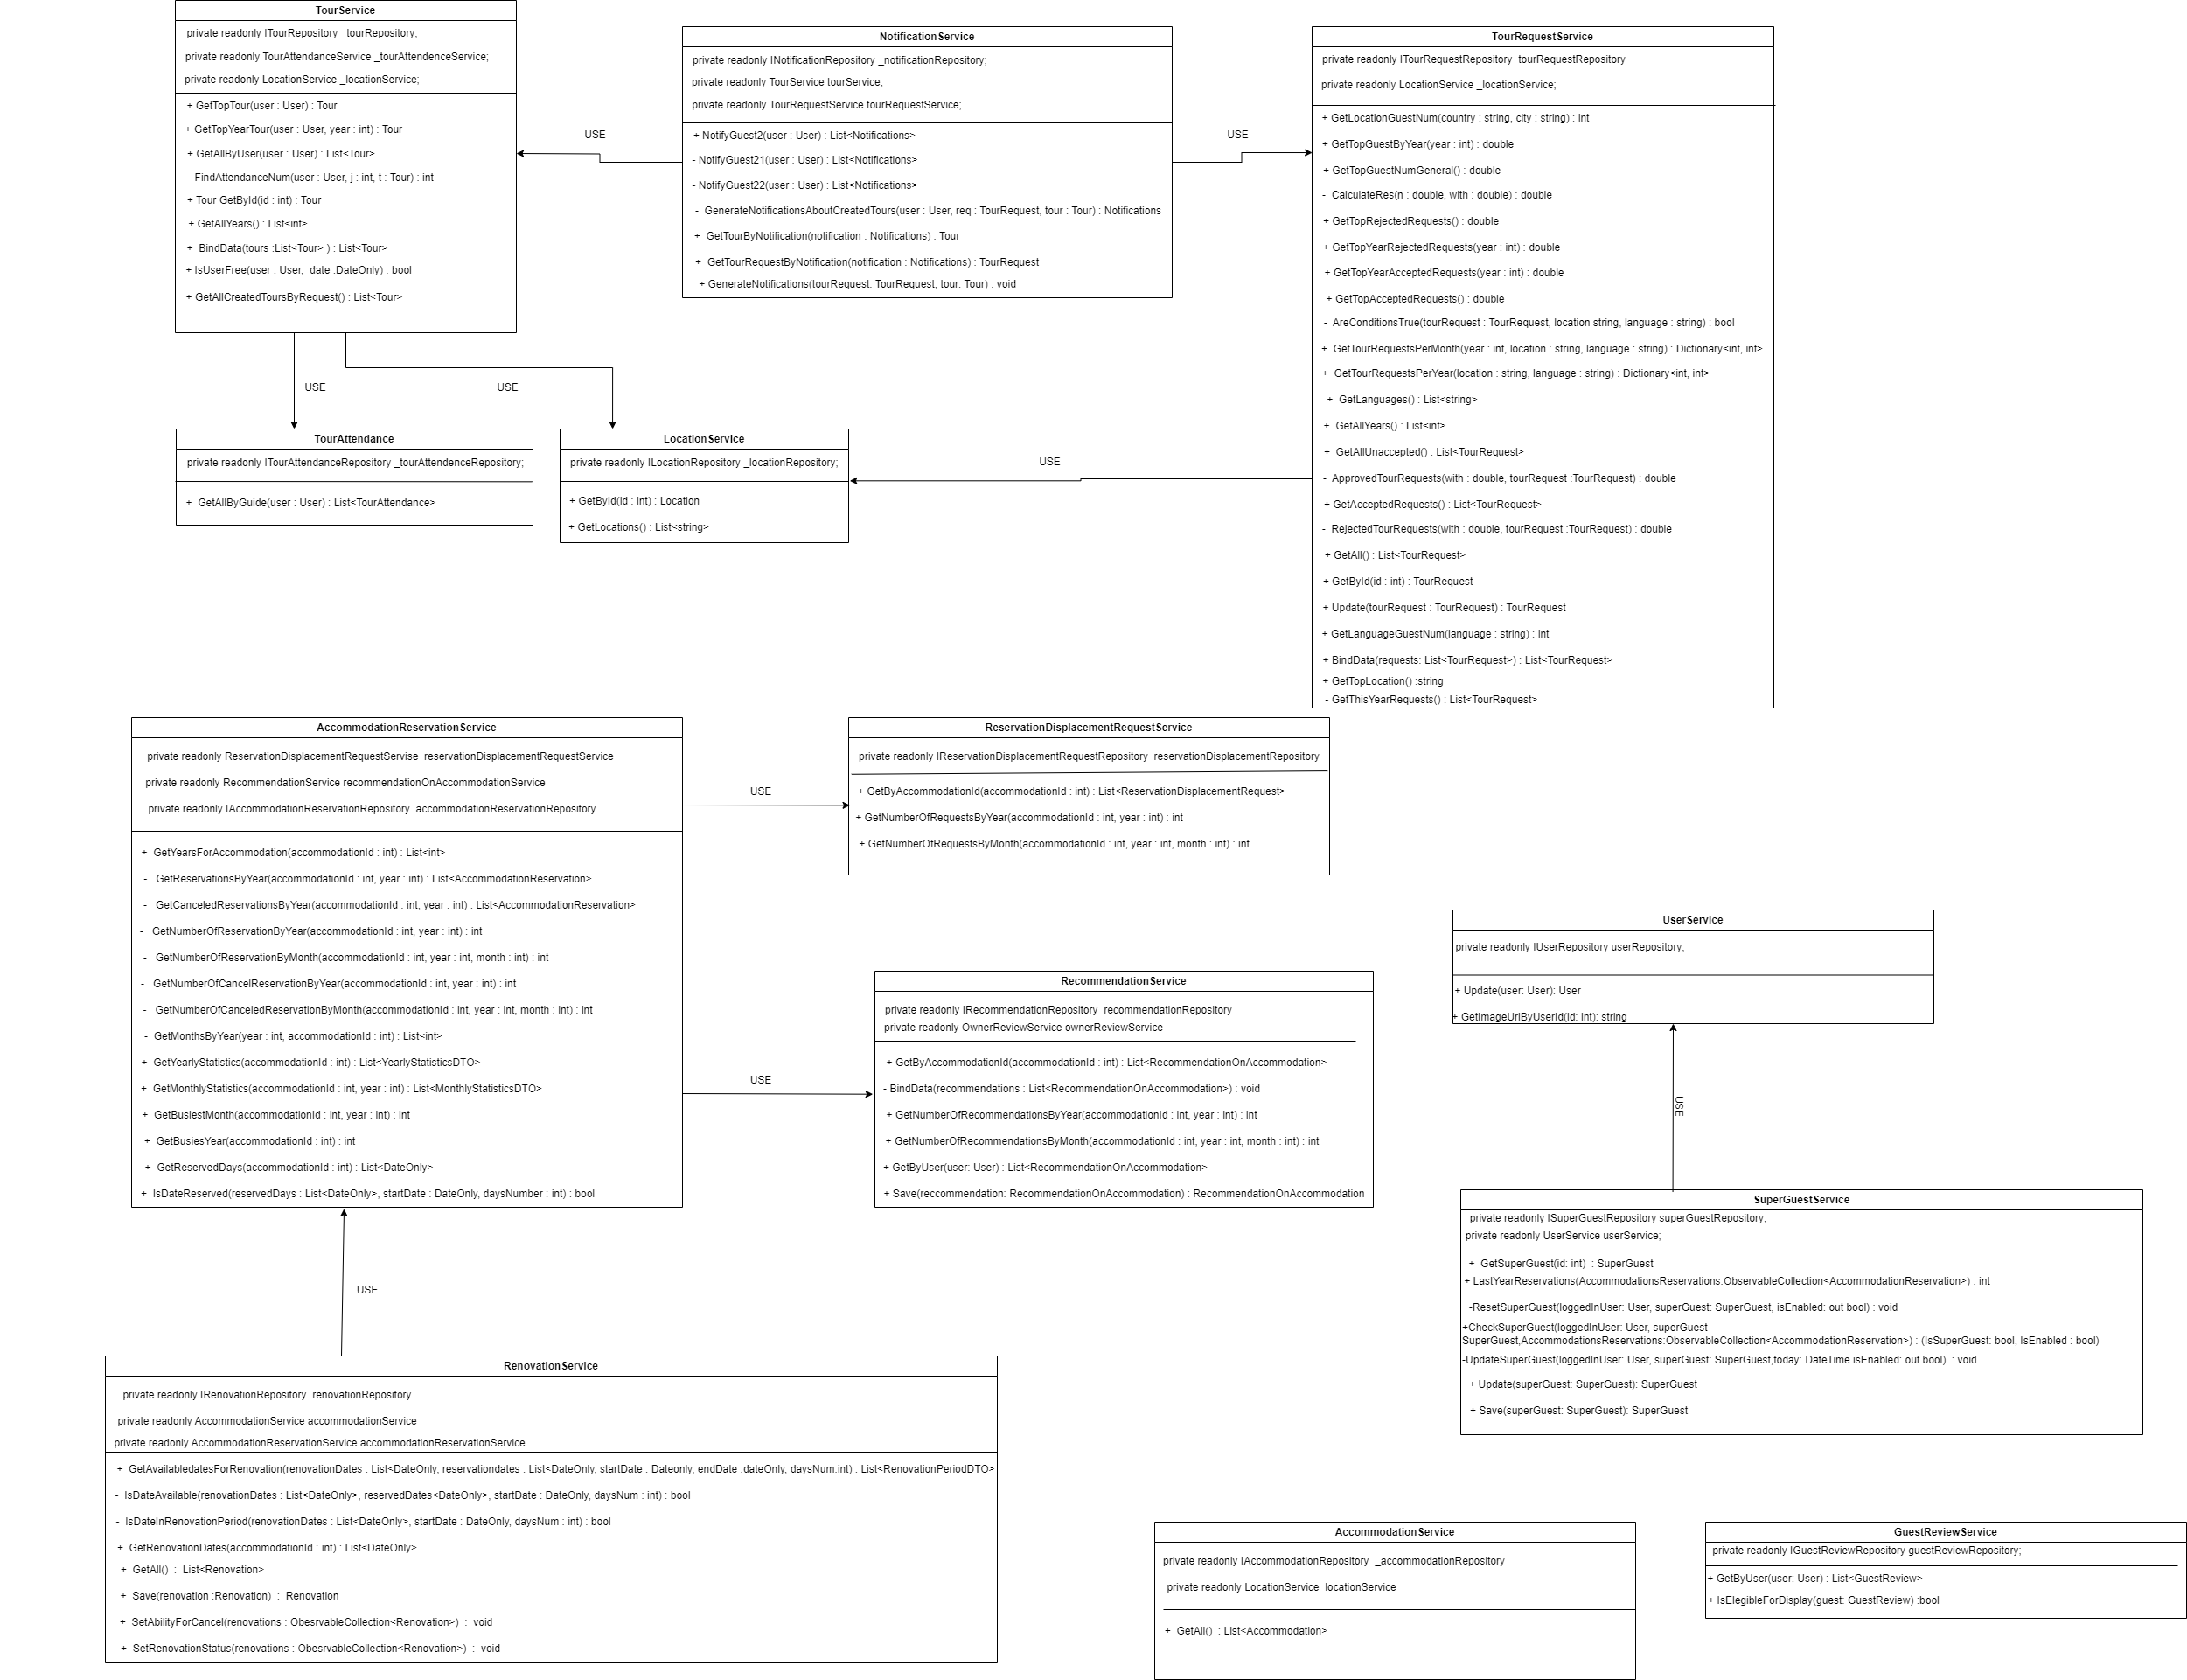 TourService
private readonly ITourRepository _tourRepository;
private readonly TourAttendanceService _tourAttendenceService;
private readonly LocationService _locationService;
+ GetTopTour(user : User) : Tour
+ GetTopYearTour(user : User, year : int) : Tour
+ GetAllByUser(user : User) : List<Tour>
- FindAttendanceNum(user : User, j : int, t : Tour) : int
+ Tour GetById(id : int) : Tour
+ GetAllYears() : List<int>
+ BindData(tours :List<Tour> ) : List<Tour>
+ IsUserFree(user : User, date :DateOnly) : bool
+ GetAllCreatedToursByRequest() : List<Tour>
USE
NotificationService
private readonly INotificationRepository _notificationRepository;
private readonly TourService tourService;
private readonly TourRequestService tourRequestService;
+ NotifyGuest2(user : User) : List<Notifications>
- NotifyGuest21(user : User) : List<Notifications>
- NotifyGuest22(user : User) : List<Notifications>
- GenerateNotificationsAboutCreatedTours(user : User, req : TourRequest, tour : Tour) : Notifications
+ GetTourByNotification(notification : Notifications) : Tour
+ GetTourRequestByNotification(notification : Notifications) : TourRequest
+ GenerateNotifications(tourRequest: TourRequest, tour: Tour) : void
USE
TourRequestService
private readonly ITourRequestRepository tourRequestRepository
private readonly LocationService _locationService;
+ GetLocationGuestNum(country : string, city : string) : int
+ GetTopGuestByYear(year : int) : double
+ GetTopGuestNumGeneral() : double
- CalculateRes(n : double, with : double) : double
+ GetTopRejectedRequests() : double
+ GetTopYearRejectedRequests(year : int) : double
+ GetTopYearAcceptedRequests(year : int) : double
+ GetTopAcceptedRequests() : double
- AreConditionsTrue(tourRequest : TourRequest, location string, language : string) : bool
+ GetTourRequestsPerMonth(year : int, location : string, language : string) : Dictionary<int, int>
+ GetTourRequestsPerYear(location : string, language : string) : Dictionary<int, int>
+ GetLanguages() : List<string>
+ GetAllYears() : List<int>
+ GetAllUnaccepted() : List<TourRequest>
- ApprovedTourRequests(with : double, tourRequest :TourRequest) : double
+ GetAcceptedRequests() : List<TourRequest>
- RejectedTourRequests(with : double, tourRequest :TourRequest) : double
+ GetAll() : List<TourRequest>
+ GetById(id : int) : TourRequest
+ Update(tourRequest : TourRequest) : TourRequest
+ GetLanguageGuestNum(language : string) : int
+ BindData(requests: List<TourRequest>) : List<TourRequest>
+ GetTopLocation() :string
- GetThisYearRequests() : List<TourRequest>
USE
USE
TourAttendance
private readonly ITourAttendanceRepository _tourAttendenceRepository;
+ GetAllByGuide(user : User) : List<TourAttendance>
LocationService
private readonly ILocationRepository _locationRepository;
+ GetById(id : int) : Location
+ GetLocations() : List<string>
USE
AccommodationReservationService
private readonly ReservationDisplacementRequestServise reservationDisplacementRequestService
private readonly RecommendationService recommendationOnAccommodationService
private readonly IAccommodationReservationRepository accommodationReservationRepository
+ GetYearsForAccommodation(accommodationId : int) : List<int>
- GetReservationsByYear(accommodationId : int, year : int) : List<AccommodationReservation>
- GetCanceledReservationsByYear(accommodationId : int, year : int) : List<AccommodationReservation>
- GetNumberOfReservationByYear(accommodationId : int, year : int) : int
- GetNumberOfReservationByMonth(accommodationId : int, year : int, month : int) : int
- GetNumberOfCancelReservationByYear(accommodationId : int, year : int) : int
- GetNumberOfCanceledReservationByMonth(accommodationId : int, year : int, month : int) : int
- GetMonthsByYear(year : int, accommodationId : int) : List<int>
+ GetYearlyStatistics(accommodationId : int) : List<YearlyStatisticsDTO>
+ GetMonthlyStatistics(accommodationId : int, year : int) : List<MonthlyStatisticsDTO>
+ GetBusiestMonth(accommodationId : int, year : int) : int
+ GetBusiesYear(accommodationId : int) : int
+ GetReservedDays(accommodationId : int) : List<DateOnly>
+ IsDateReserved(reservedDays : List<DateOnly>, startDate : DateOnly, daysNumber : int) : bool
USE
ReservationDisplacementRequestService
private readonly IReservationDisplacementRequestRepository reservationDisplacementRepository
+ GetByAccommodationId(accommodationId : int) : List<ReservationDisplacementRequest>
+ GetNumberOfRequestsByYear(accommodationId : int, year : int) : int
+ GetNumberOfRequestsByMonth(accommodationId : int, year : int, month : int) : int
USE
RecommendationService
private readonly IRecommendationRepository recommendationRepository
private readonly OwnerReviewService ownerReviewService
+ GetByAccommodationId(accommodationId : int) : List<RecommendationOnAccommodation>
- BindData(recommendations : List<RecommendationOnAccommodation>) : void
+ GetNumberOfRecommendationsByYear(accommodationId : int, year : int) : int
+ GetNumberOfRecommendationsByMonth(accommodationId : int, year : int, month : int) : int
+ GetByUser(user: User) : List<RecommendationOnAccommodation>
+ Save(reccommendation: RecommendationOnAccommodation) : RecommendationOnAccommodation
UserService
private readonly IUserRepository userRepository;
+ Update(user: User): User
+ GetImageUrlByUserId(id: int): string
USE
SuperGuestService
private readonly ISuperGuestRepository superGuestRepository;
private readonly UserService userService;
+ GetSuperGuest(id: int) : SuperGuest
+ LastYearReservations(AccommodationsReservations:ObservableCollection<AccommodationReservation>) : int
-ResetSuperGuest(loggedInUser: User, superGuest: SuperGuest, isEnabled: out bool) : void
+CheckSuperGuest(loggedInUser: User, superGuest
SuperGuest,AccommodationsReservations:ObservableCollection<AccommodationReservation>) : (IsSuperGuest: bool, IsEnabled : bool)
-UpdateSuperGuest(loggedInUser: User, superGuest: SuperGuest,today: DateTime isEnabled: out bool) : void
+ Update(superGuest: SuperGuest): SuperGuest
+ Save(superGuest: SuperGuest): SuperGuest
USE
RenovationService
private readonly IRenovationRepository renovationRepository
private readonly AccommodationService accommodationService
private readonly AccommodationReservationService accommodationReservationService
+ GetAvailabledatesForRenovation(renovationDates : List<DateOnly, reservationdates : List<DateOnly, startDate : Dateonly, endDate :dateOnly, daysNum:int) : List<RenovationPeriodDTO>
- IsDateAvailable(renovationDates : List<DateOnly>, reservedDates<DateOnly>, startDate : DateOnly, daysNum : int) : bool
- IsDateInRenovationPeriod(renovationDates : List<DateOnly>, startDate : DateOnly, daysNum : int) : bool
+ GetRenovationDates(accommodationId : int) : List<DateOnly>
+ GetAll() : List<Renovation>
+ Save(renovation :Renovation) : Renovation
+ SetAbilityForCancel(renovations : ObesrvableCollection<Renovation>) : void
+ SetRenovationStatus(renovations : ObesrvableCollection<Renovation>) : void
AccommodationService
private readonly IAccommodationRepository _accommodationRepository
private readonly LocationService locationService
+ GetAll() : List<Accommodation>
GuestReviewService
private readonly IGuestReviewRepository guestReviewRepository;
+ GetByUser(user: User) : List<GuestReview>
+ IsElegibleForDisplay(guest: GuestReview) :bool